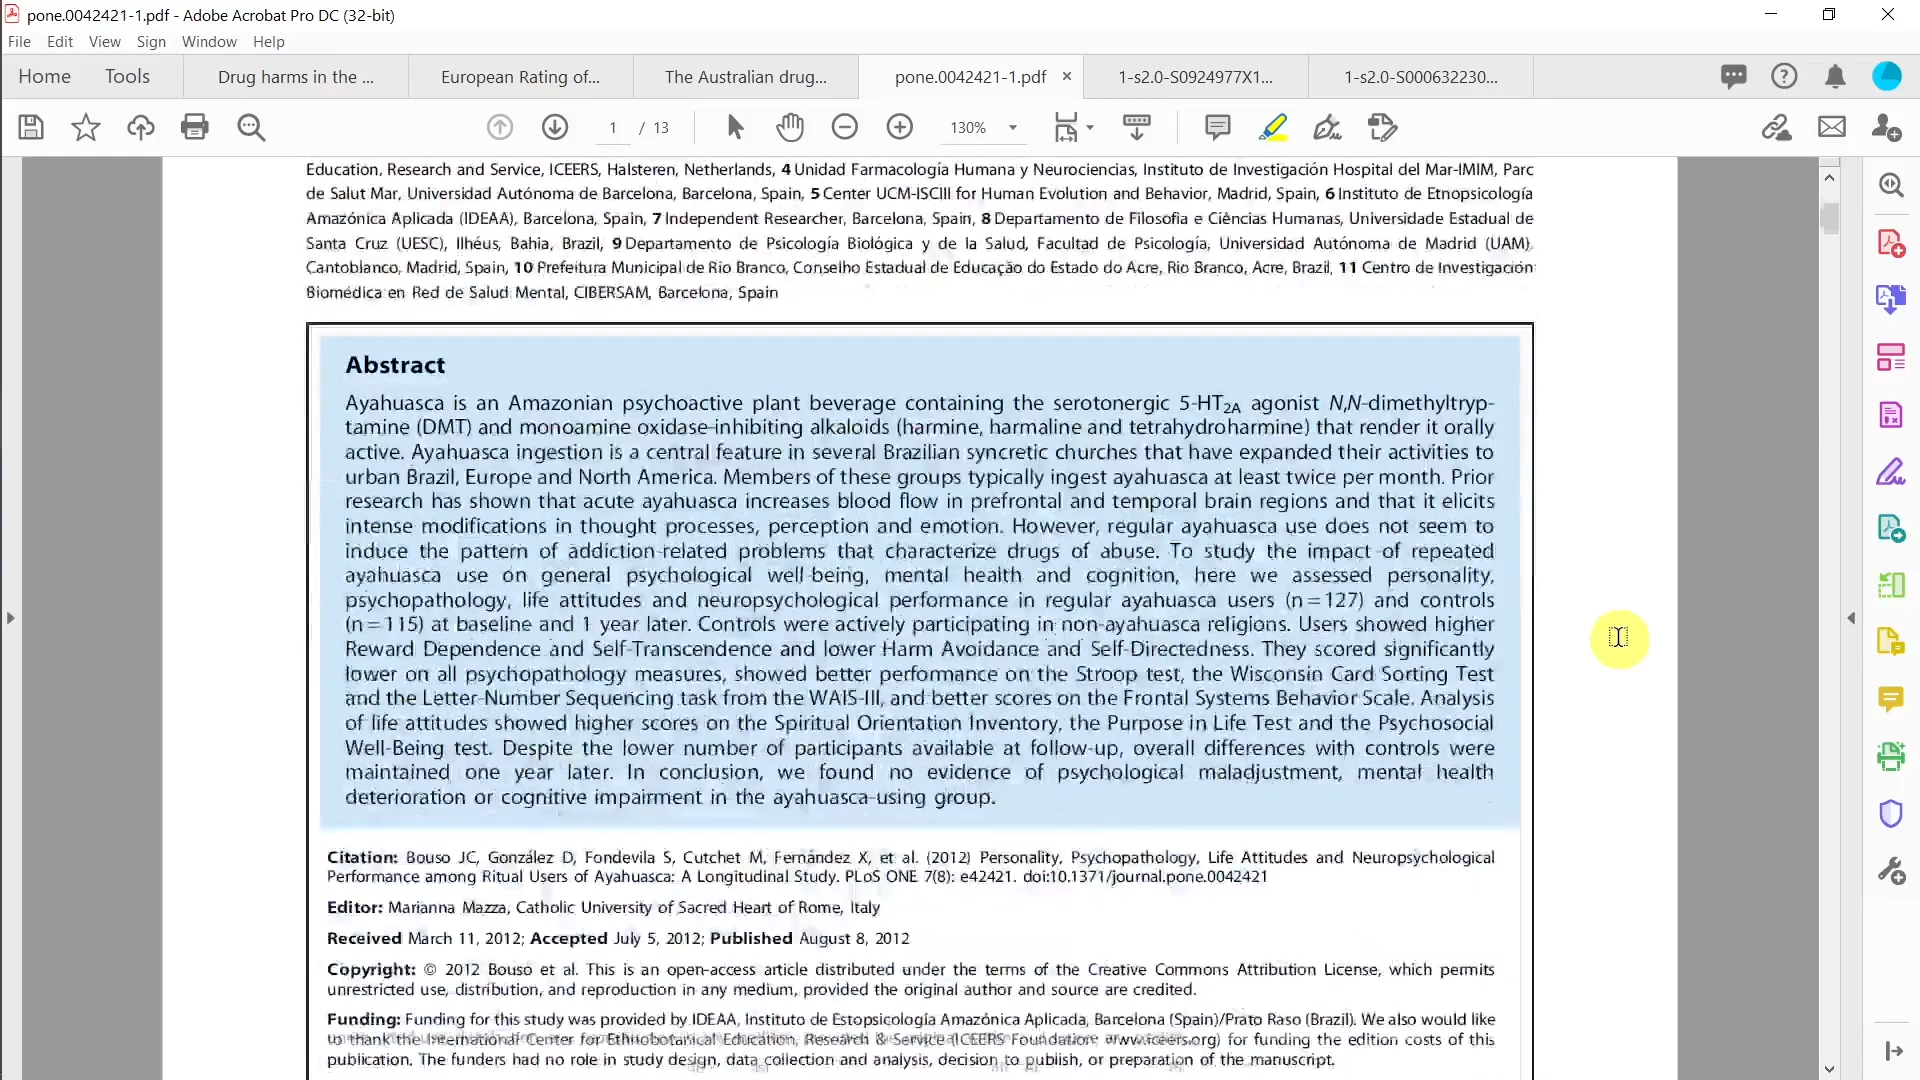 pone.0042421-1.pdf - Adobe Acrobat Pro DC (32-bit)
File Edit View Sign Window Help
Home Tools Drug harms in the ... European Rating of... The Australian drug... pone.0042421-1.pdf × 1-s2.0-S0924977X1... 1-s2.0-S000632230...
1 / 13 130%
Education, Research and Service, ICEERS, Halsteren, Netherlands, 4 Unidad Farmacología Humana y Neurociencias, Instituto de Investigación Hospital del Mar-IMIM, Parc
de Salut Mar, Universidad Autónoma de Barcelona, Barcelona, Spain, 5 Center UCM-ISCIII for Human Evolution and Behavior, Madrid, Spain, 6 Instituto de Etnopsicología
Amazónica Aplicada (IDEAA), Barcelona, Spain, 7 Independent Researcher, Barcelona, Spain, 8 Departamento de Filosofia e Ciências Humanas, Universidade Estadual de
Santa Cruz (UESC), Ilhéus, Bahia, Brazil, 9 Departamento de Psicología Biológica y de la Salud, Facultad de Psicología, Universidad Autónoma de Madrid (UAM),
Cantoblanco, Madrid, Spain, 10 Prefeitura Municipal de Rio Branco, Conselho Estadual de Educação do Estado do Acre, Rio Branco, Acre, Brazil, 11 Centro de Investigación
Biomédica en Red de Salud Mental, CIBERSAM, Barcelona, Spain
Abstract
Ayahuasca is an Amazonian psychoactive plant beverage containing the serotonergic 5-HT2A agonist N,N-dimethyltryp-
tamine (DMT) and monoamine oxidase-inhibiting alkaloids (harmine, harmaline and tetrahydroharmine) that render it orally
active. Ayahuasca ingestion is a central feature in several Brazilian syncretic churches that have expanded their activities to
urban Brazil, Europe and North America. Members of these groups typically ingest ayahuasca at least twice per month. Prior
research has shown that acute ayahuasca increases blood flow in prefrontal and temporal brain regions and that it elicits
intense modifications in thought processes, perception and emotion. However, regular ayahuasca use does not seem to
induce the pattern of addiction-related problems that characterize drugs of abuse. To study the impact of repeated
ayahuasca use on general psychological well-being, mental health and cognition, here we assessed personality,
psychopathology, life attitudes and neuropsychological performance in regular ayahuasca users (n=127) and controls
(n=115) at baseline and 1 year later. Controls were actively participating in non-ayahuasca religions. Users showed higher
Reward Dependence and Self-Transcendence and lower Harm Avoidance and Self-Directedness. They scored significantly
lower on all psychopathology measures, showed better performance on the Stroop test, the Wisconsin Card Sorting Test
and the Letter-Number Sequencing task from the WAIS-III, and better scores on the Frontal Systems Behavior Scale. Analysis
of life attitudes showed higher scores on the Spiritual Orientation Inventory, the Purpose in Life Test and the Psychosocial
Well-Being test. Despite the lower number of participants available at follow-up, overall differences with controls were
maintained one year later. In conclusion, we found no evidence of psychological maladjustment, mental health
deterioration or cognitive impairment in the ayahuasca-using group.
Citation: Bouso JC, González D, Fondevila S, Cutchet M, Fernández X, et al. (2012) Personality, Psychopathology, Life Attitudes and Neuropsychological
Performance among Ritual Users of Ayahuasca: A Longitudinal Study. PLoS ONE 7(8): e42421. doi:10.1371/journal.pone.0042421
Editor: Marianna Mazza, Catholic University of Sacred Heart of Rome, Italy
Received March 11, 2012; Accepted July 5, 2012; Published August 8, 2012
Copyright: © 2012 Bouso et al. This is an open-access article distributed under the terms of the Creative Commons Attribution License, which permits
unrestricted use, distribution, and reproduction in any medium, provided the original author and source are credited.
Funding: Funding for this study was provided by IDEAA, Instituto de Estopsicología Amazónica Aplicada, Barcelona (Spain)/Prato Raso (Brazil). We also would like
to thank the International Center for Ethnobotanical Education, Research & Service (ICEERS Foundation www.iceers.org) for funding the edition costs of this
publication. The funders had no role in study design, data collection and analysis, decision to publish, or preparation of the manuscript.